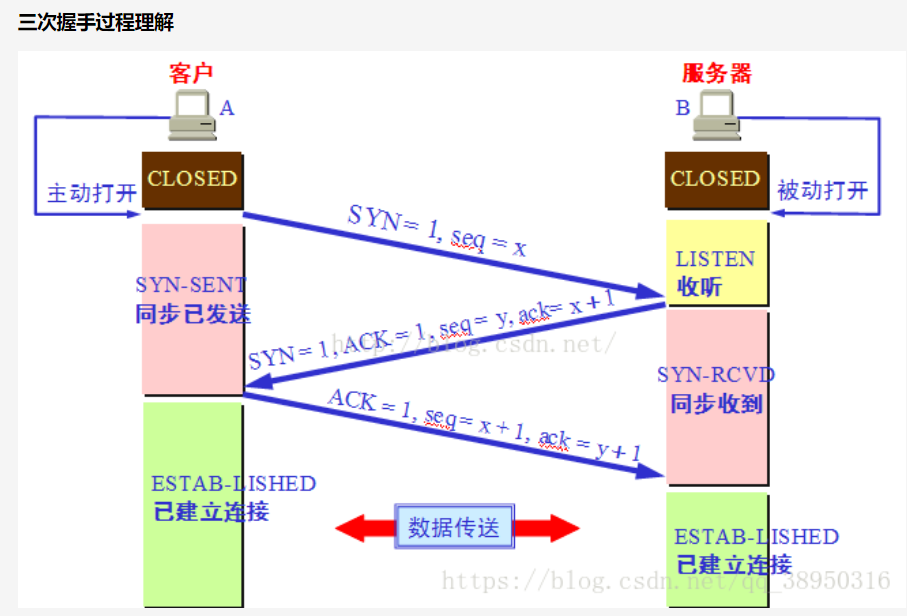 三次握手过程理解
客户
服务器
A
B
CLOSED
CLOSED
主动打开
被动打开
SYN = 1, seq = x
LISTEN
收听
SYN-SENT
同步已发送
SYN = 1, ACK = 1, seq = y, ack= x + 1
http://blog.csdn.net/
SYN-RCVD
同步收到
ACK = 1, seq = x + 1, ack = y + 1
ESTAB-LISHED
已建立连接
数据传送
ESTAB-LISHED
已建立连接
https://blog.csdn.net/qq_38950316